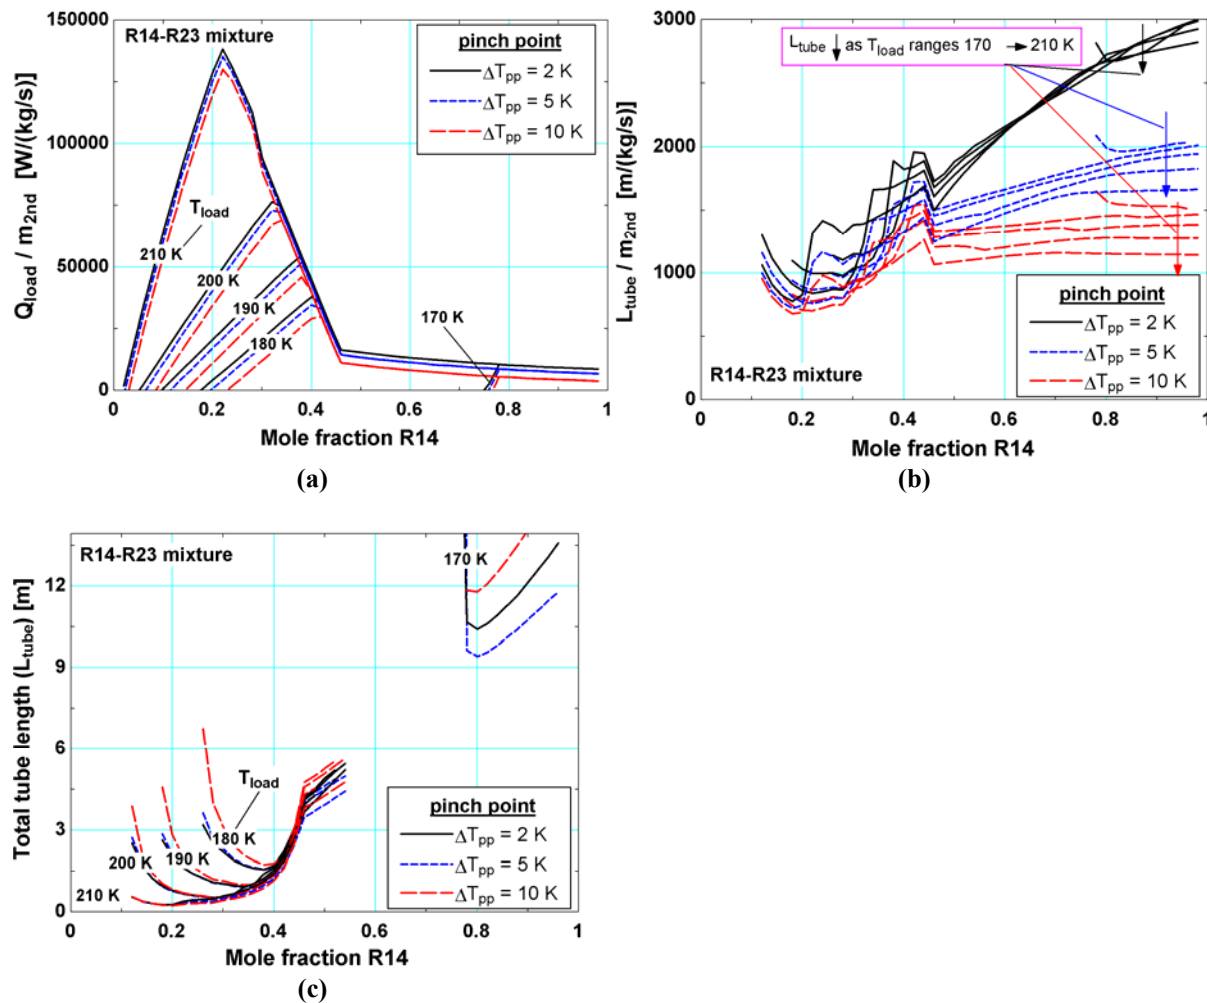 R14-R23 mixture
pinch point
ΔTpp = 2 K
ΔTpp = 5 K
ΔTpp = 10 K
Tload
210 K
200 K
190 K
180 K
170 K
150000
100000
50000
0
0 0.2 0.4 0.6 0.8 1
Qload / m2nd [W/(kg/s)]
Mole fraction R14
(a)
Ltube ↓ as Tload ranges 170 → 210 K
3000
2000
1000
0
0 0.2 0.4 0.6 0.8 1
Ltube / m2nd [m/(kg/s)]
R14-R23 mixture
pinch point
ΔTpp = 2 K
ΔTpp = 5 K
ΔTpp = 10 K
Mole fraction R14
(b)
R14-R23 mixture
170 K
Tload
180 K
190 K
200 K
210 K
12
9
6
3
0
0 0.2 0.4 0.6 0.8 1
Total tube length (Ltube) [m]
pinch point
ΔTpp = 2 K
ΔTpp = 5 K
ΔTpp = 10 K
Mole fraction R14
(c)